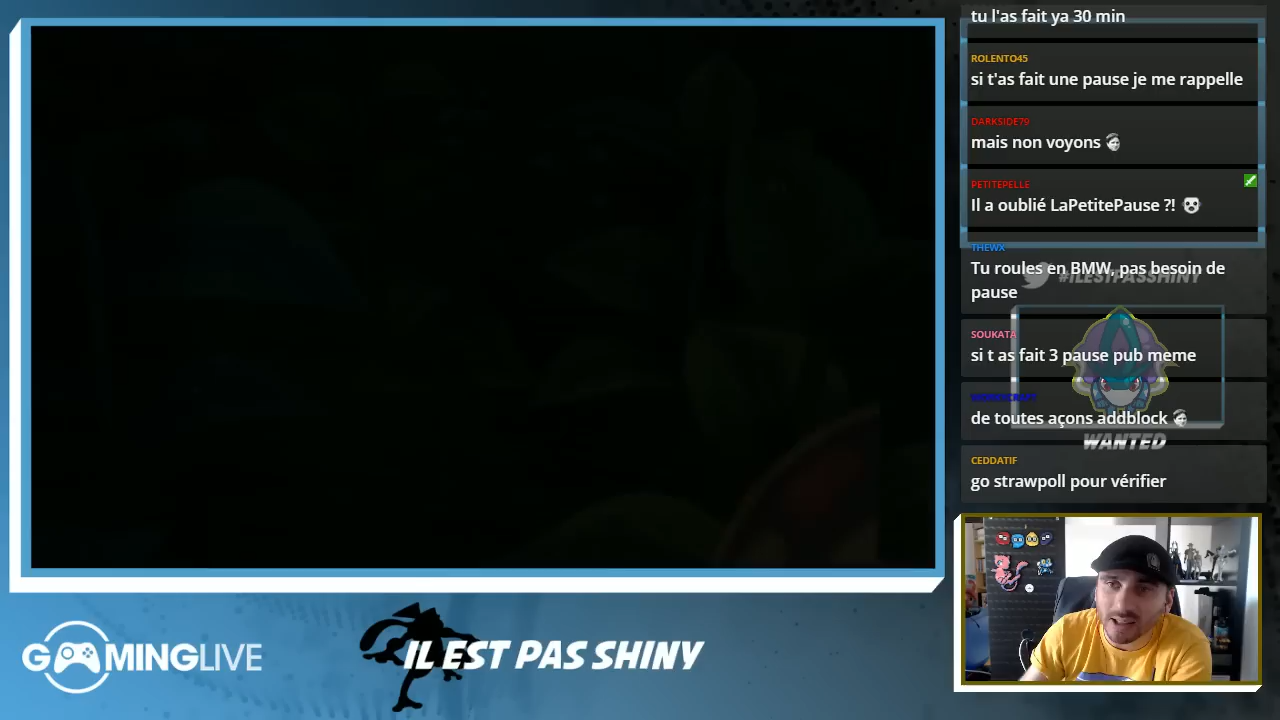 tu l'as fait ya 30 min
ROLENTO45
si t'as fait une pause je me rappelle
DARKSIDE79
mais non voyons
PETITEPELLE
Il a oublié LaPetitePause ?!
THEWX
Tu roules en BMW, pas besoin de
pause
#ILESTPASSHINY
SOUKATA
si t as fait 3 pause pub meme
de toutes açons addblock
WANTED
CEDDATIF
go strawpoll pour vérifier
GAMINGLIVE
IL EST PAS SHINY